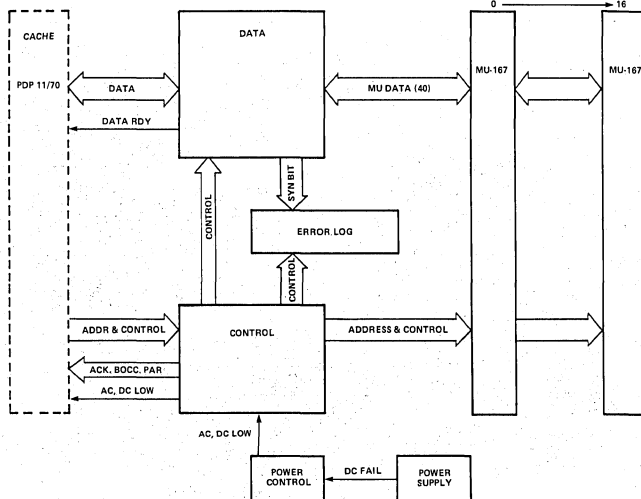 0 16
CACHE
DATA
PDP 11/70
DATA
MU DATA (40)
MU-167
MU-167
DATA RDY
CONTROL
SYN BIT
ERROR LOG
CONTROL
ADDR & CONTROL
CONTROL
ADDRESS & CONTROL
ACK, BOCC, PAR
AC, DC LOW
AC, DC LOW
POWER
CONTROL
DC FAIL
POWER
SUPPLY